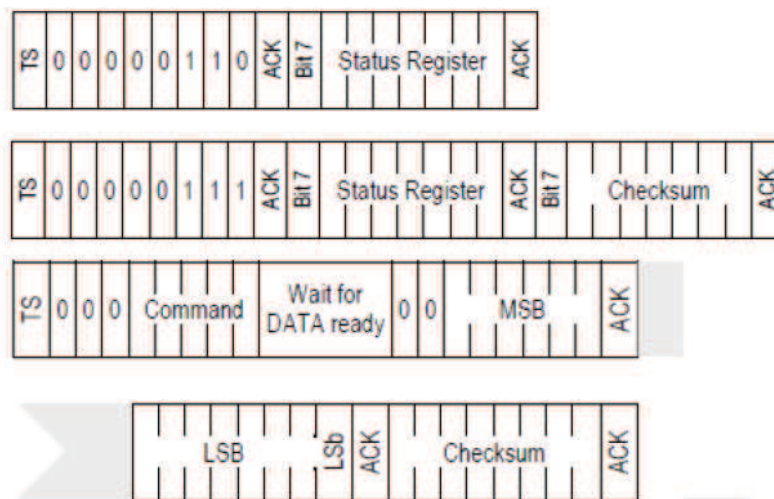 TS 0 0 0 0 0 1 1 0 ACK Bit 7 Status Register ACK
TS 0 0 0 0 0 1 1 1 ACK Bit 7 Status Register ACK Bit 7 Checksum ACK
TS 0 0 0 Command Wait for DATA ready 0 0 MSB ACK
LSB LSb ACK Checksum ACK